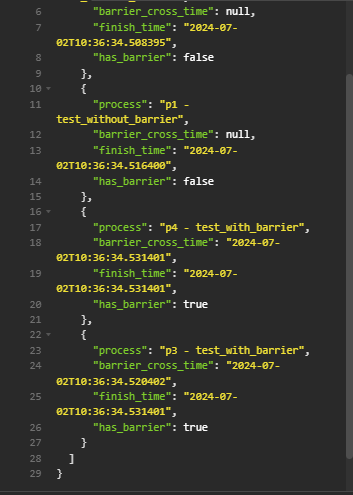 6 "barrier_cross_time": null,
7 "finish_time": "2024-07-
02T10:36:34.508395",
8 "has_barrier": false
9 },
10 {
11 "process": "p1 -
test_without_barrier",
12 "barrier_cross_time": null,
13 "finish_time": "2024-07-
02T10:36:34.516400",
14 "has_barrier": false
15 },
16 {
17 "process": "p4 - test_with_barrier",
18 "barrier_cross_time": "2024-07-
02T10:36:34.531401",
19 "finish_time": "2024-07-
02T10:36:34.531401",
20 "has_barrier": true
21 },
22 {
23 "process": "p3 - test_with_barrier",
24 "barrier_cross_time": "2024-07-
02T10:36:34.520402",
25 "finish_time": "2024-07-
02T10:36:34.531401",
26 "has_barrier": true
27 }
28 ]
29 }